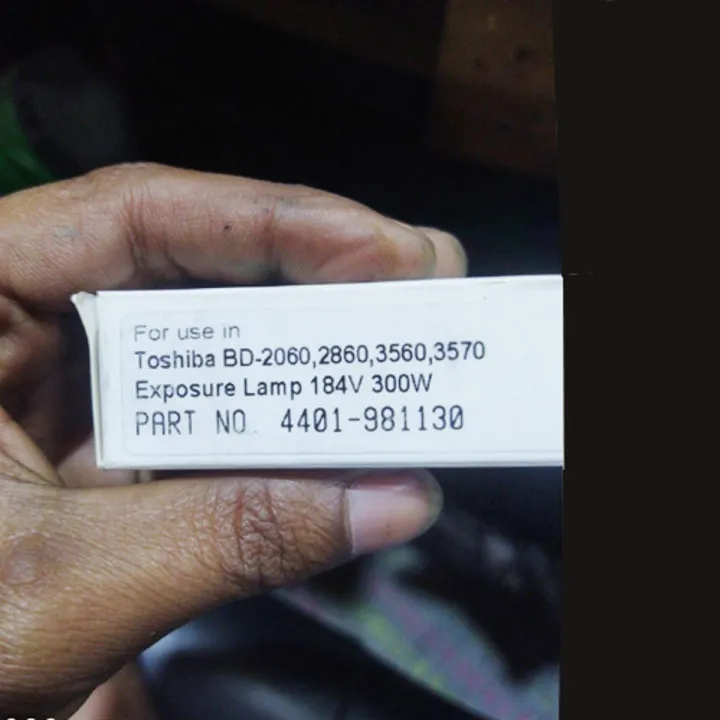 For use in
Toshiba BD-2060,2860,3560,3570
Exposure Lamp 184V 300W
PART NO. 4401-981130